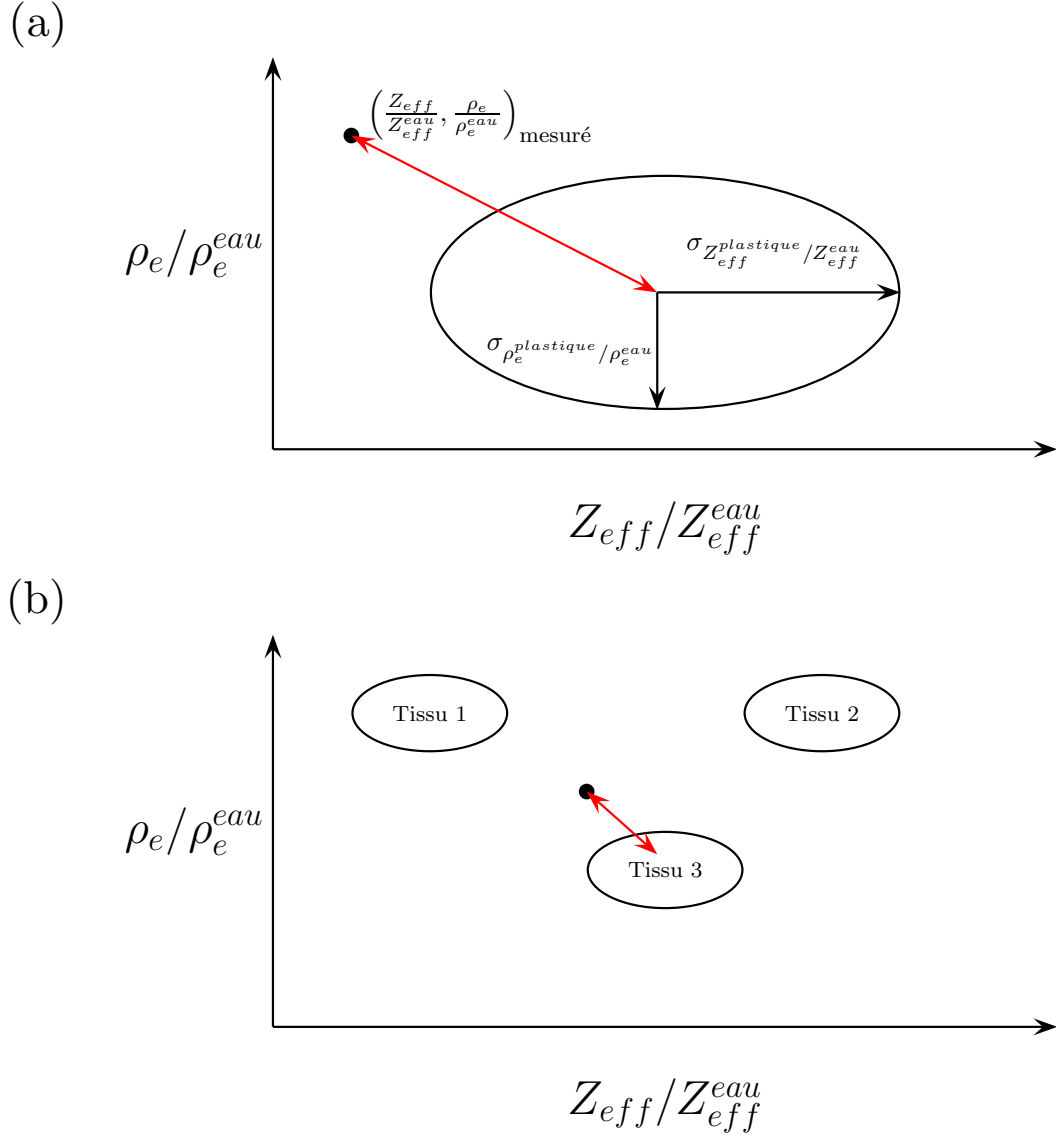 (a)
(Z_eff/Z_eff^eau, ρ_e/ρ_e^eau)_mesuré
ρ_e/ρ_e^eau
σ_{Z_eff^plastique/Z_eff^eau}
σ_{ρ_e^plastique/ρ_e^eau}
Z_eff/Z_eff^eau
(b)
Tissu 1
Tissu 2
ρ_e/ρ_e^eau
Tissu 3
Z_eff/Z_eff^eau